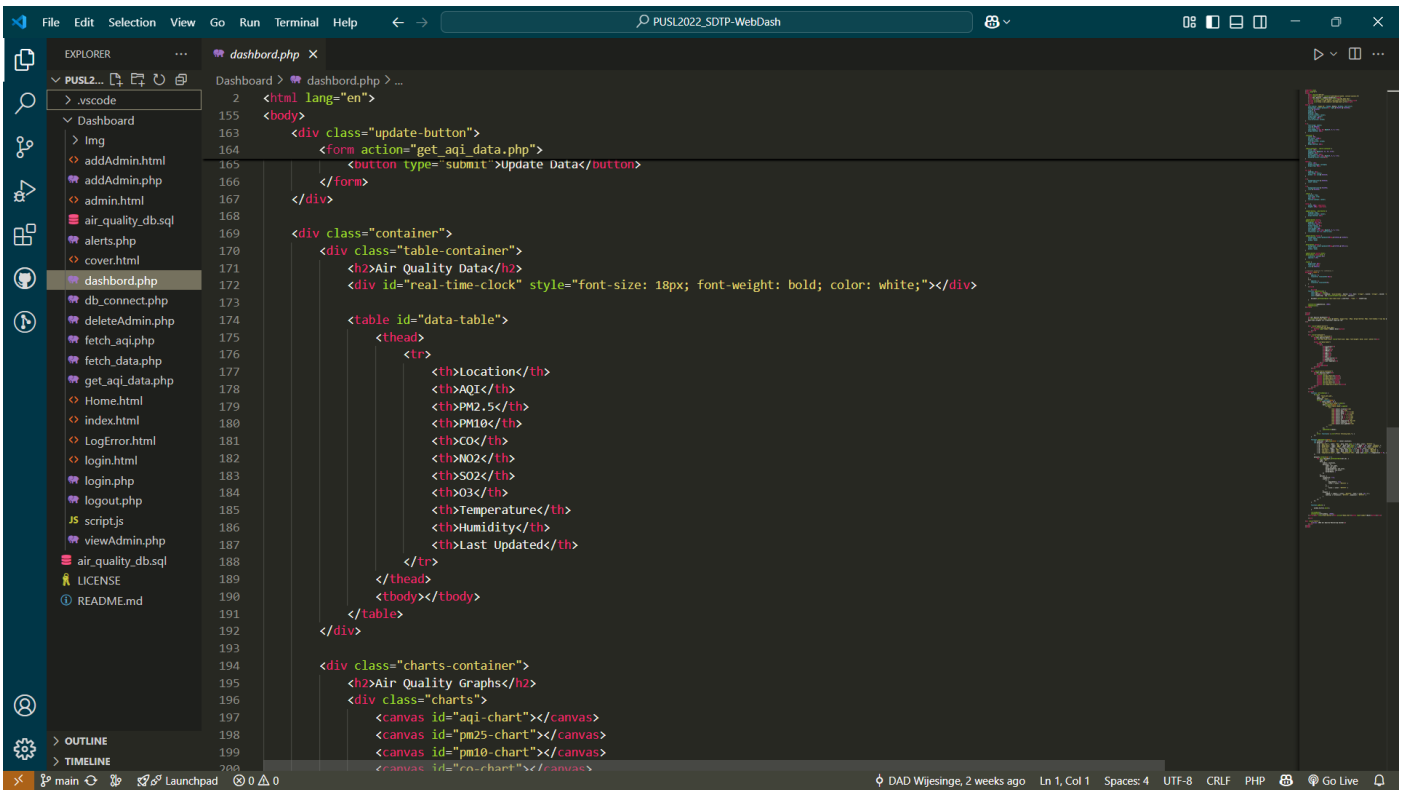 File Edit Selection View Go Run Terminal Help
PUSL2022_SDTP-WebDash
EXPLORER
dashbord.php
PUSL2...
Dashboard > dashbord.php > ...
.vscode
Dashboard
Img
addAdmin.html
addAdmin.php
admin.html
air_quality_db.sql
alerts.php
cover.html
dashbord.php
db_connect.php
deleteAdmin.php
fetch_aqi.php
fetch_data.php
get_aqi_data.php
Home.html
index.html
LogError.html
login.html
login.php
logout.php
JS script.js
viewAdmin.php
air_quality_db.sql
LICENSE
README.md
OUTLINE
TIMELINE
2 <html lang="en">
155 <body>
163 <div class="update-button">
164 <form action="get_aqi_data.php">
165 <button type="submit">Update Data</button>
166 </form>
167 </div>
168
169 <div class="container">
170 <div class="table-container">
171 <h2>Air Quality Data</h2>
172 <div id="real-time-clock" style="font-size: 18px; font-weight: bold; color: white;"></div>
173
174 <table id="data-table">
175 <thead>
176 <tr>
177 <th>Location</th>
178 <th>AQI</th>
179 <th>PM2.5</th>
180 <th>PM10</th>
181 <th>CO</th>
182 <th>NO2</th>
183 <th>SO2</th>
184 <th>O3</th>
185 <th>Temperature</th>
186 <th>Humidity</th>
187 <th>Last Updated</th>
188 </tr>
189 </thead>
190 <tbody></tbody>
191 </table>
192 </div>
193
194 <div class="charts-container">
195 <h2>Air Quality Graphs</h2>
196 <div class="charts">
197 <canvas id="aqi-chart"></canvas>
198 <canvas id="pm25-chart"></canvas>
199 <canvas id="pm10-chart"></canvas>
200 <canvas id="co-chart"></canvas>
main Launchpad 0 0 DAD Wijesinge, 2 weeks ago Ln 1, Col 1 Spaces: 4 UTF-8 CRLF PHP Go Live